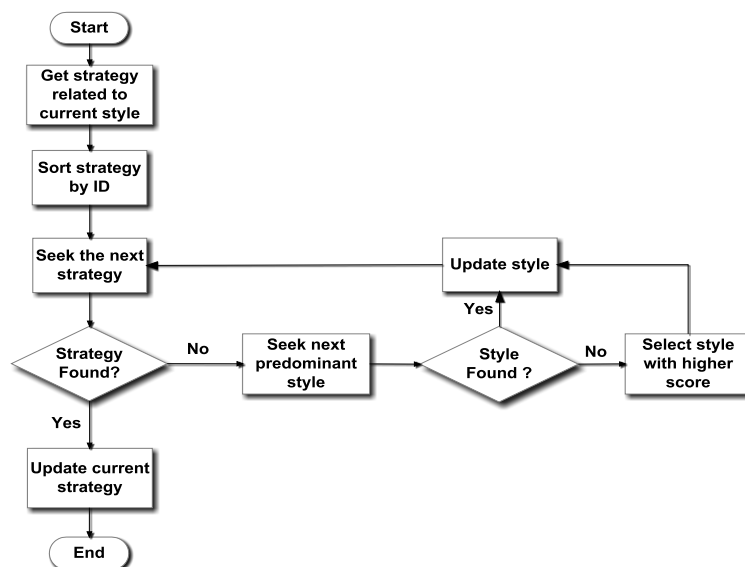 Start
Get strategy
related to
current style
Sort strategy
by ID
Seek the next
strategy
Update style
Yes
Strategy
Found?
No
Seek next
predominant
style
Style
Found ?
No
Select style
with higher
score
Yes
Update current
strategy
End